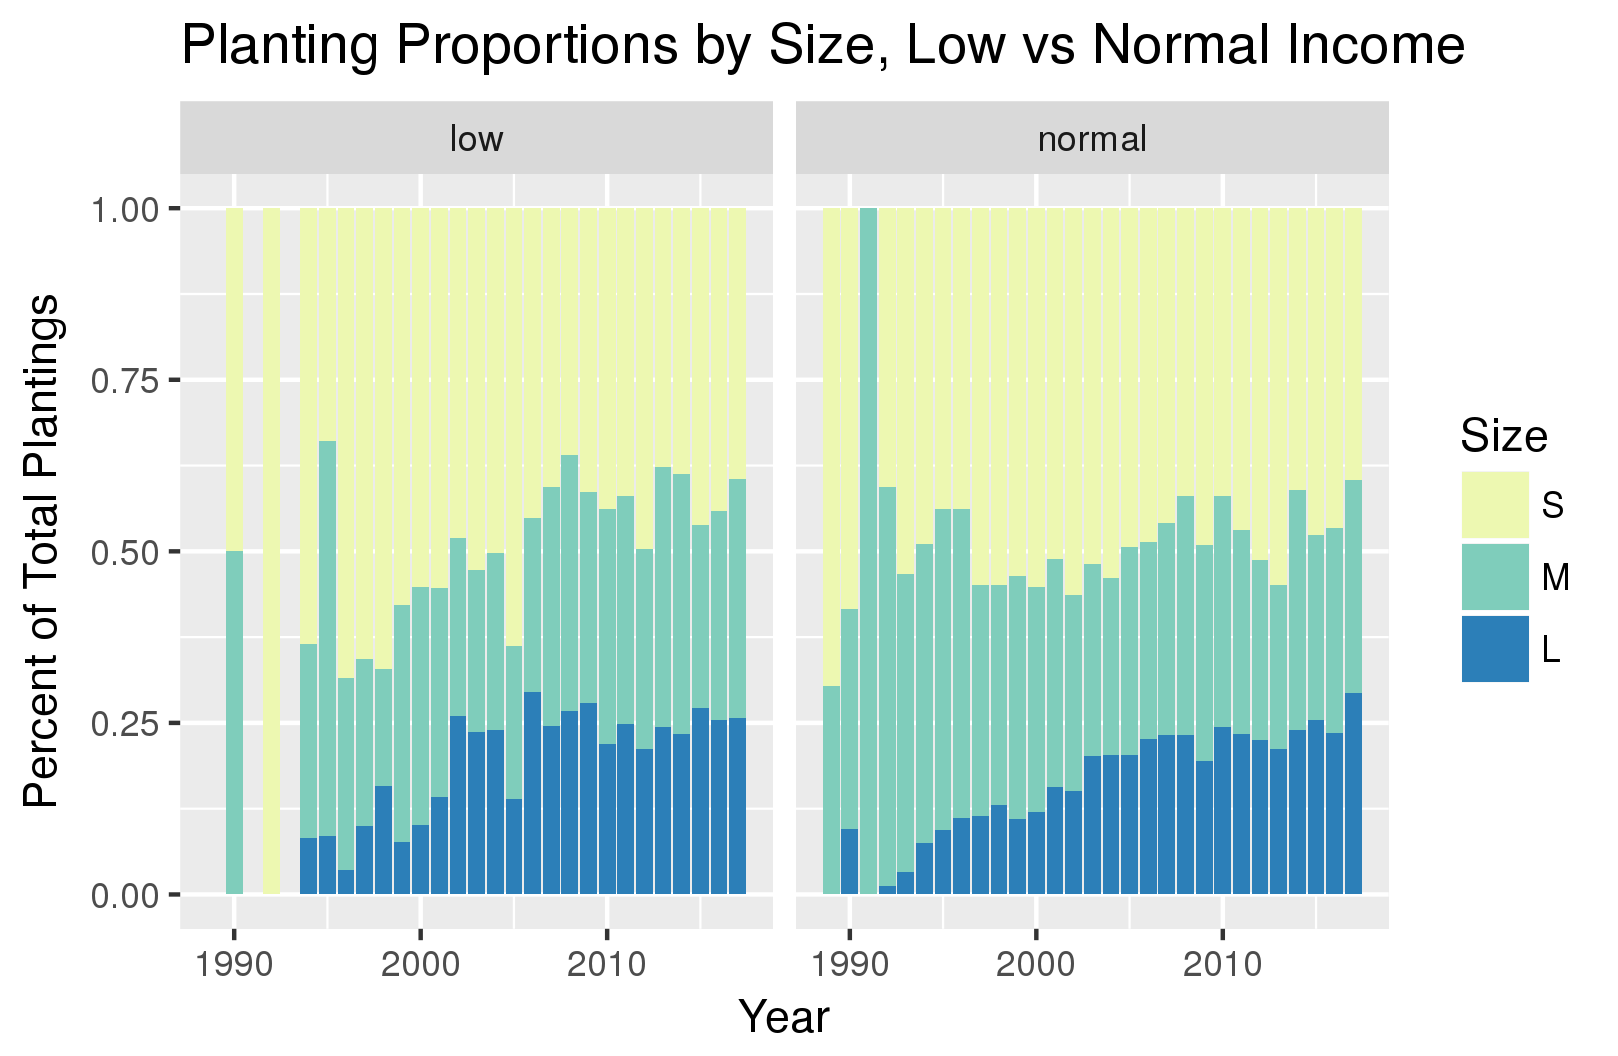 Planting Proportions by Size, Low vs Normal Income
low
normal
1.00
0.75
0.50
0.25
0.00
Percent of Total Plantings
1990
2000
2010
1990
2000
2010
Year
Size
S
M
L